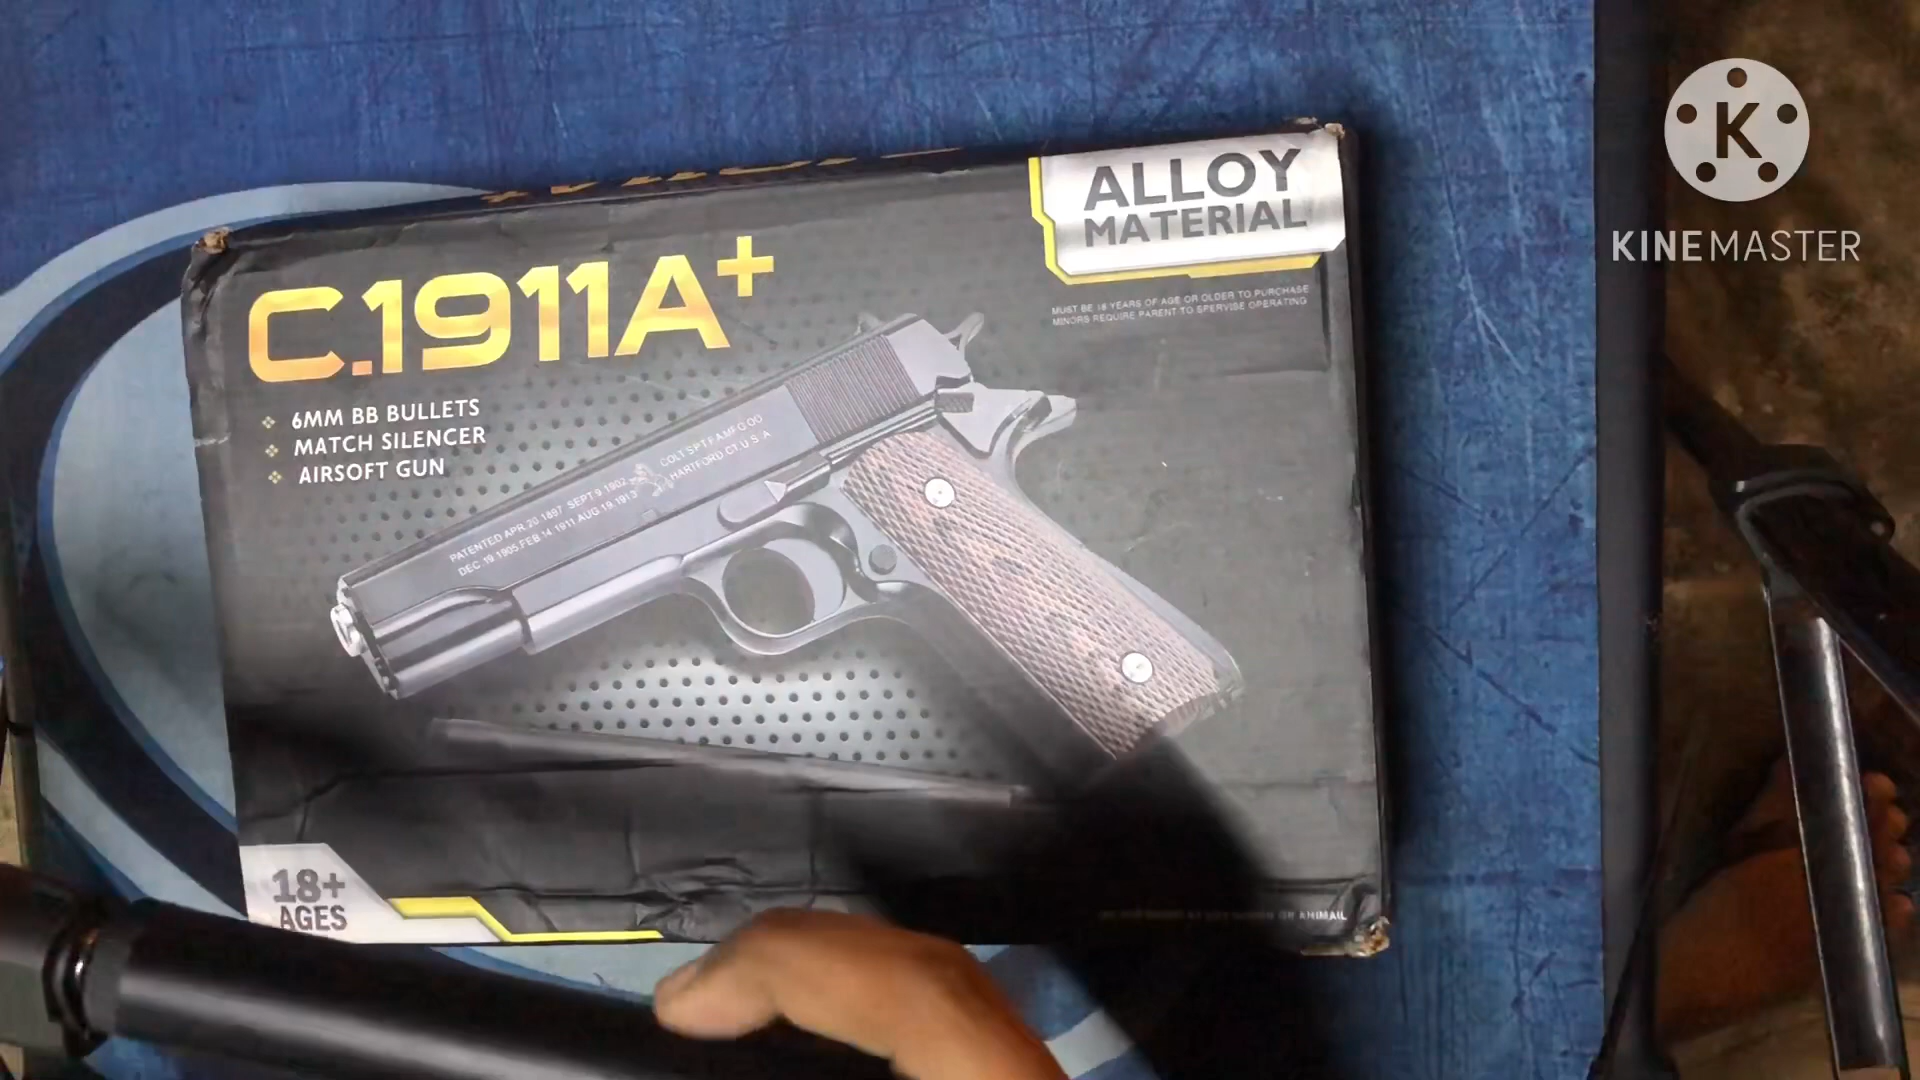 ALLOY
MATERIAL
C.1911A+
MUST BE 18 YEARS OF AGE OR OLDER TO PURCHASE
MINORS REQUIRE PARENT TO SPERVISE OPERATING
6MM BB BULLETS
MATCH SILENCER
AIRSOFT GUN
PATENTED APR.20.1897 SEPT.9.1902
DEC.19.1905.FEB.14.1911 AUG.19.1913
COLT'S P.T.F.A.MFG.CO
HARTFORD.CT.U.S.A
18+
AGES
OR ANIMAIL
K
KINEMASTER